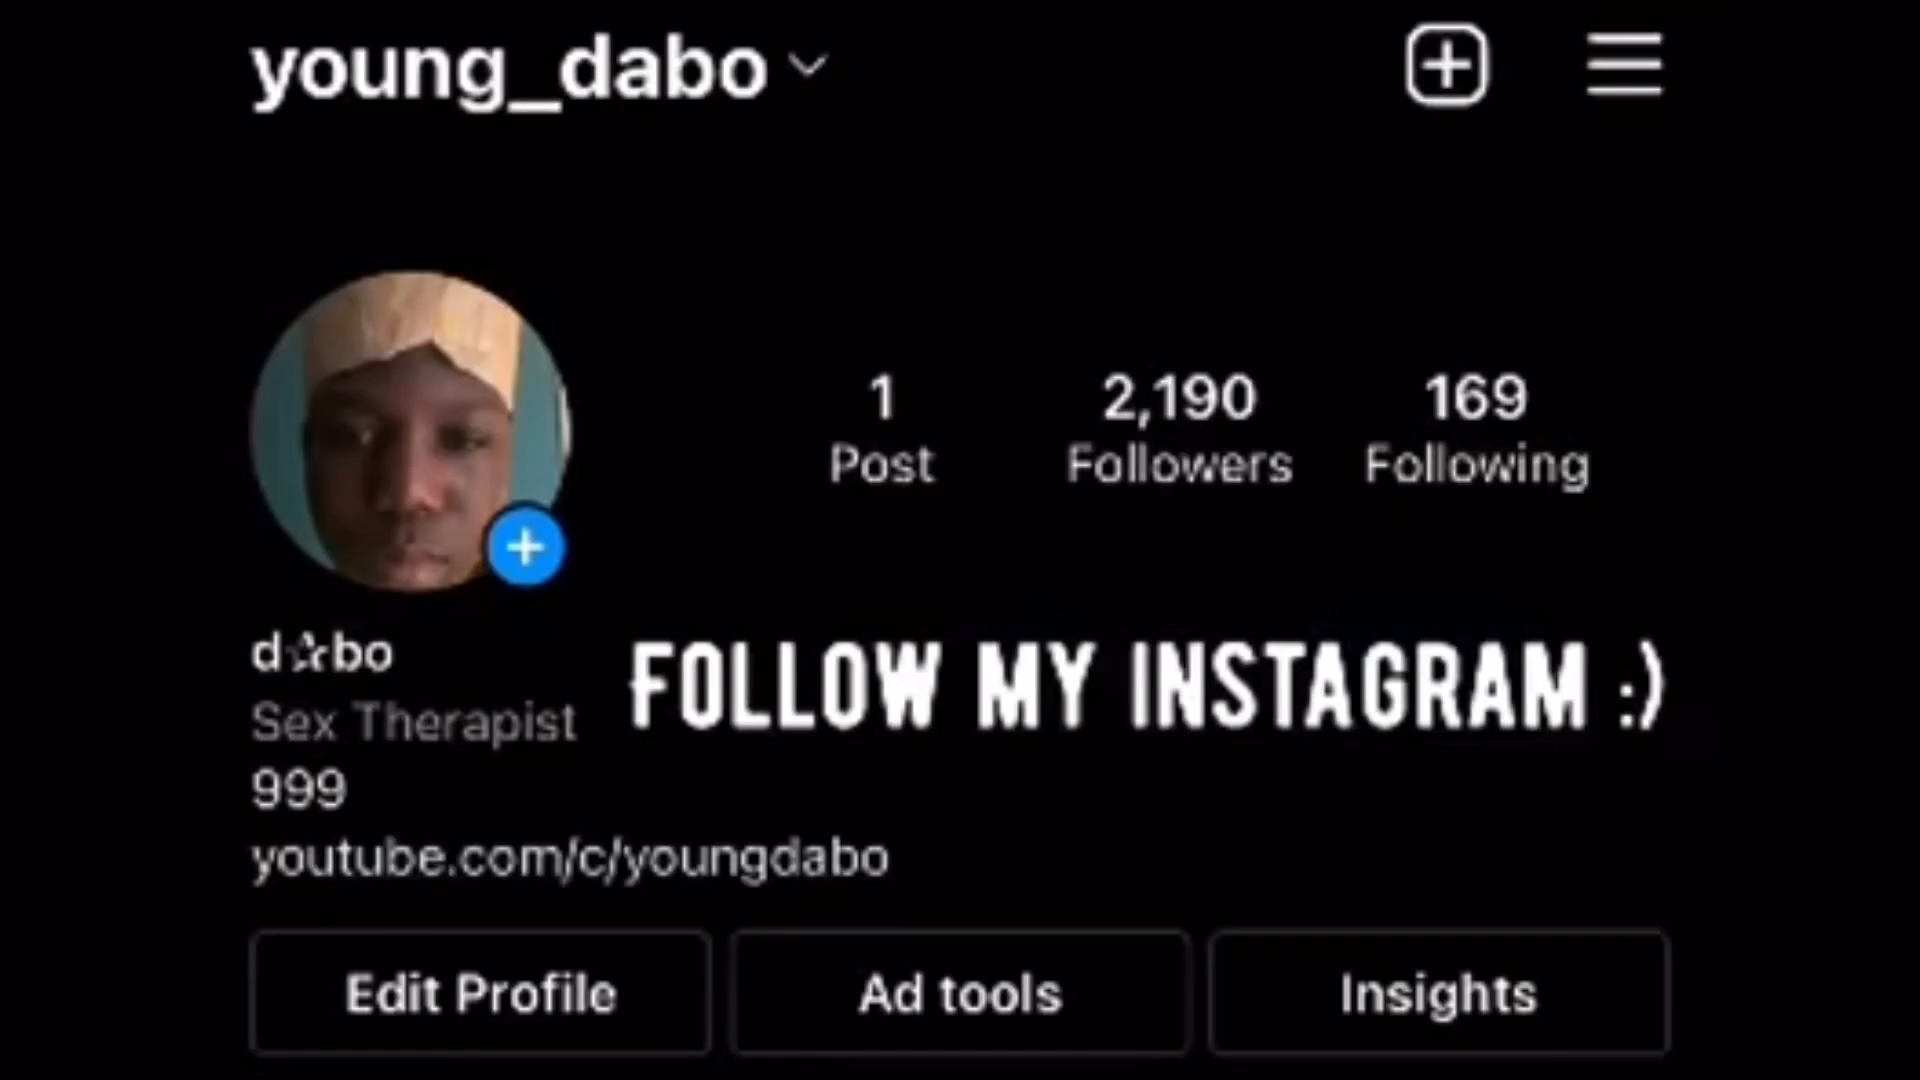 young_dabo
1 2,190 169
Post Followers Following
d☆bo
Sex Therapist
FOLLOW MY INSTAGRAM :)
999
youtube.com/c/youngdabo
Edit Profile Ad tools Insights